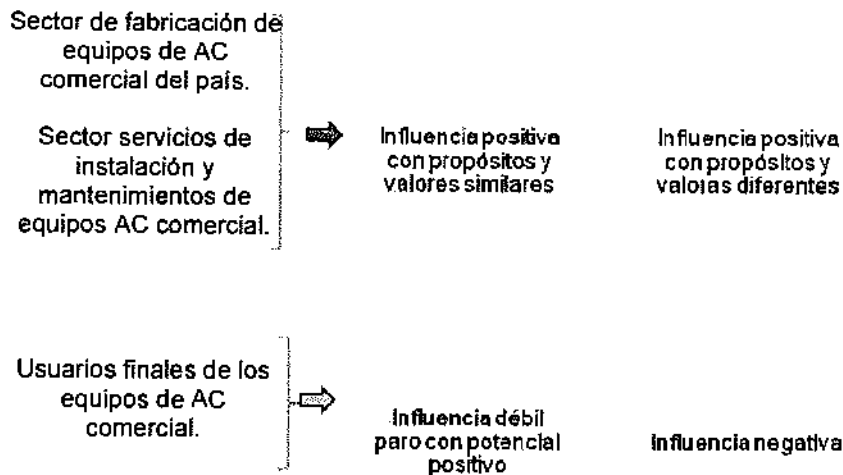 Sector de fabricación de
equipos de AC
comercial del país.
Sector servicios de
instalación y
mantenimientos de
equipos AC comercial.
Influencia positiva
con propósitos y
valores similares
Influencia positiva
con propósitos y
valojas diferentes
Usuarios finales de los
equipos de AC
comercial.
Influencia débil
paro con potencial
positivo
Influencia negativa